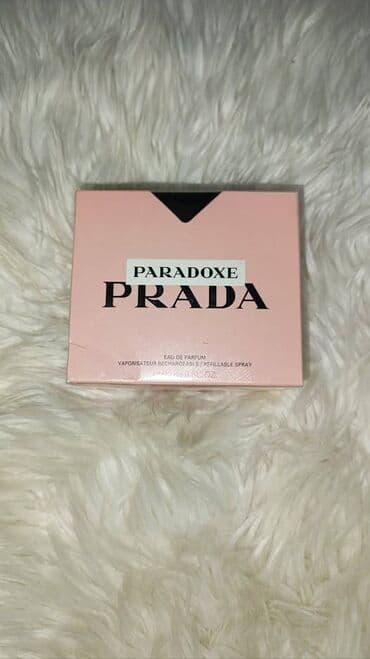 PARADOXE
PRADA
EAU DE PARFUM
VAPORISATEUR RECHARGEABLE / REFILLABLE SPRAY